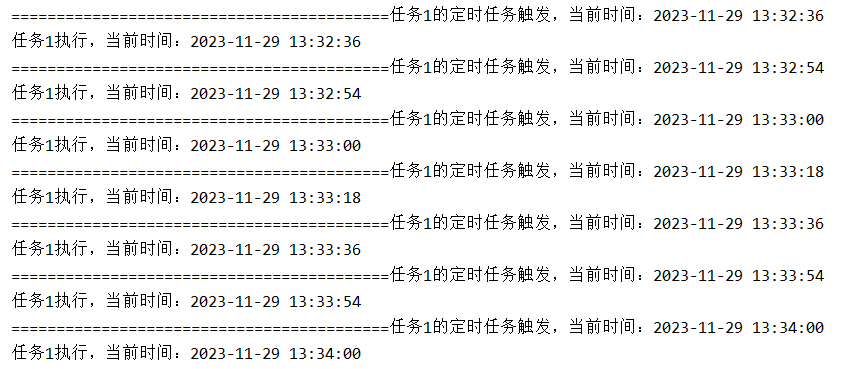 ==========================================任务1的定时任务触发，当前时间：2023-11-29 13:32:36
任务1执行，当前时间：2023-11-29 13:32:36
==========================================任务1的定时任务触发，当前时间：2023-11-29 13:32:54
任务1执行，当前时间：2023-11-29 13:32:54
==========================================任务1的定时任务触发，当前时间：2023-11-29 13:33:00
任务1执行，当前时间：2023-11-29 13:33:00
==========================================任务1的定时任务触发，当前时间：2023-11-29 13:33:18
任务1执行，当前时间：2023-11-29 13:33:18
==========================================任务1的定时任务触发，当前时间：2023-11-29 13:33:36
任务1执行，当前时间：2023-11-29 13:33:36
==========================================任务1的定时任务触发，当前时间：2023-11-29 13:33:54
任务1执行，当前时间：2023-11-29 13:33:54
==========================================任务1的定时任务触发，当前时间：2023-11-29 13:34:00
任务1执行，当前时间：2023-11-29 13:34:00